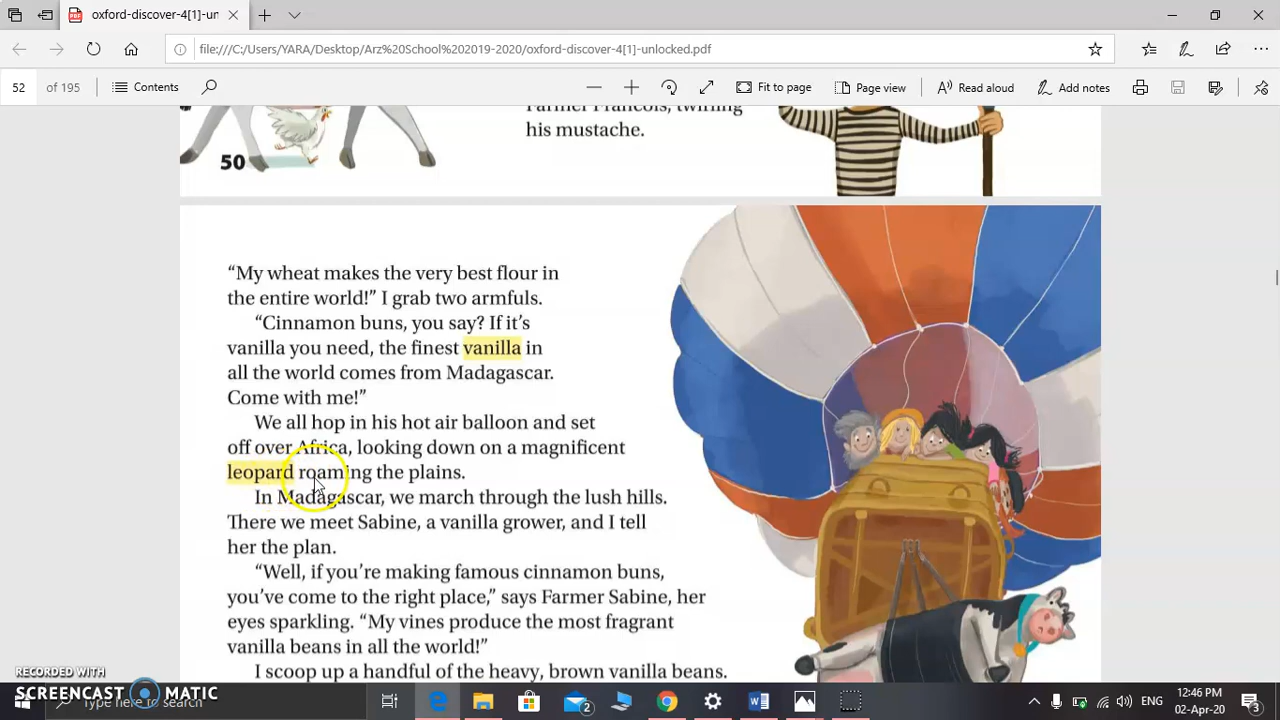 oxford-discover-4[1]-un
file:///C:/Users/YARA/Desktop/Arz%20School%202019-2020/oxford-discover-4[1]-unlocked.pdf
52 of 195 Contents Fit to page Page view Read aloud Add notes
Farmer Francois, twirling
his mustache.
50
“My wheat makes the very best flour in
the entire world!” I grab two armfuls.
“Cinnamon buns, you say? If it’s
vanilla you need, the finest vanilla in
all the world comes from Madagascar.
Come with me!”
We all hop in his hot air balloon and set
off over Africa, looking down on a magnificent
leopard roaming the plains.
In Madagascar, we march through the lush hills.
There we meet Sabine, a vanilla grower, and I tell
her the plan.
“Well, if you’re making famous cinnamon buns,
you’ve come to the right place,” says Farmer Sabine, her
eyes sparkling. “My vines produce the most fragrant
vanilla beans in all the world!”
I scoop up a handful of the heavy, brown vanilla beans.
RECORDED WITH
SCREENCAST MATIC
Type here to search
2
ENG
12:46 PM
02-Apr-20
3